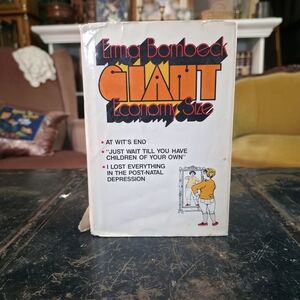 Erma Bombeck
GIANT
Economy Size
• AT WIT'S END
• "JUST WAIT TILL YOU HAVE
CHILDREN OF YOUR OWN"
• I LOST EVERYTHING
IN THE POST-NATAL
DEPRESSION